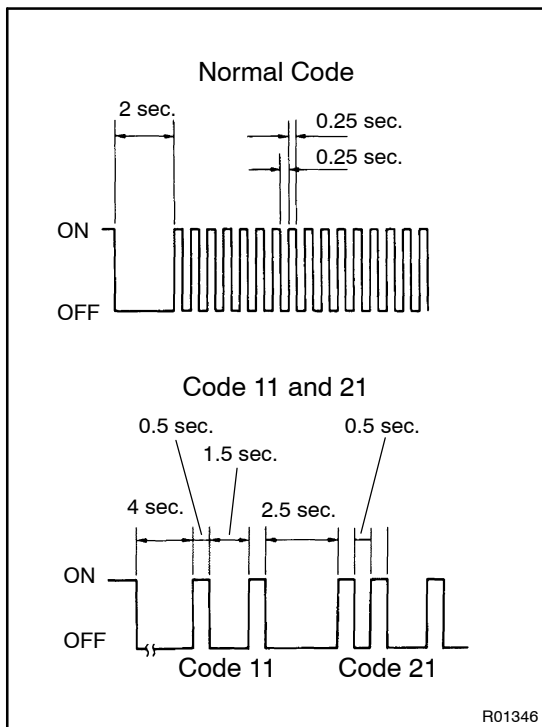 Normal Code
2 sec.
0.25 sec.
0.25 sec.
ON
OFF
Code 11 and 21
0.5 sec.
0.5 sec.
1.5 sec.
4 sec.
2.5 sec.
ON
OFF
Code 11
Code 21
R01346